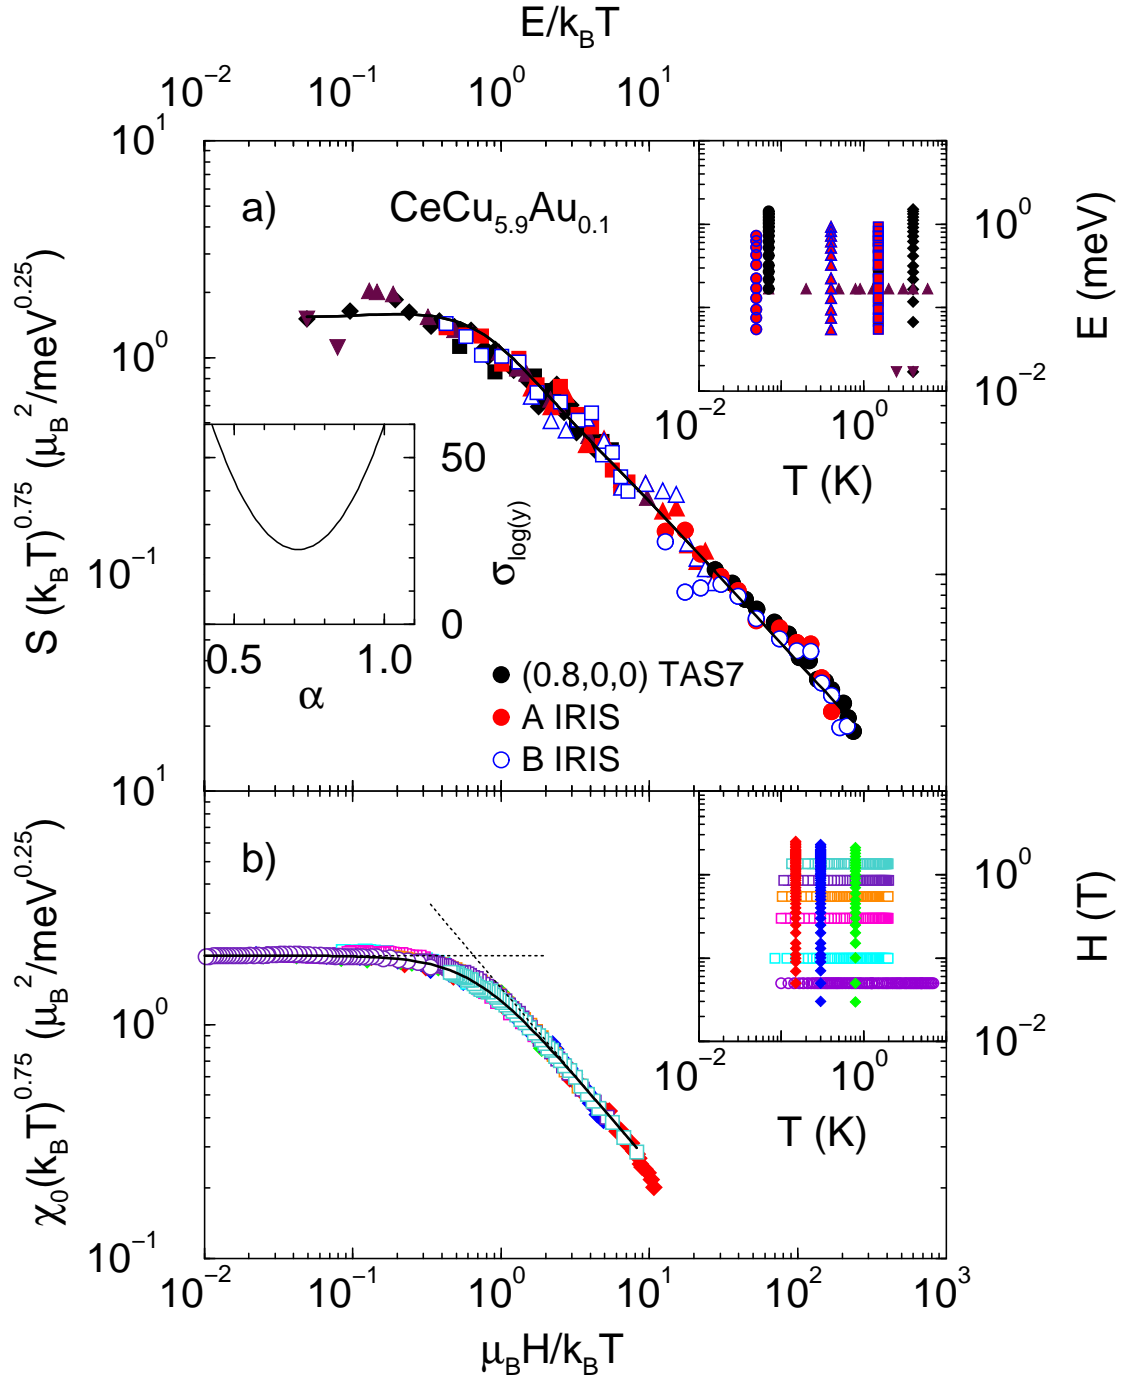 E/k_BT
10^−2 10^−1 10^0 10^1
10^1
a)
CeCu_5.9Au_0.1
10^0
10^−1
S (k_BT)^0.75 (μ_B^2/meV^0.25)
10^0
10^−2
E (meV)
10^−2 10^0
T (K)
50
0
σ_log(y)
0.5 1.0
α
(0.8,0,0) TAS7
A IRIS
B IRIS
10^1
b)
10^0
10^−1
χ_0(k_BT)^0.75 (μ_B^2/meV^0.25)
10^0
10^−2
H (T)
10^−2 10^0
T (K)
10^−2 10^−1 10^0 10^1 10^2 10^3
μ_BH/k_BT